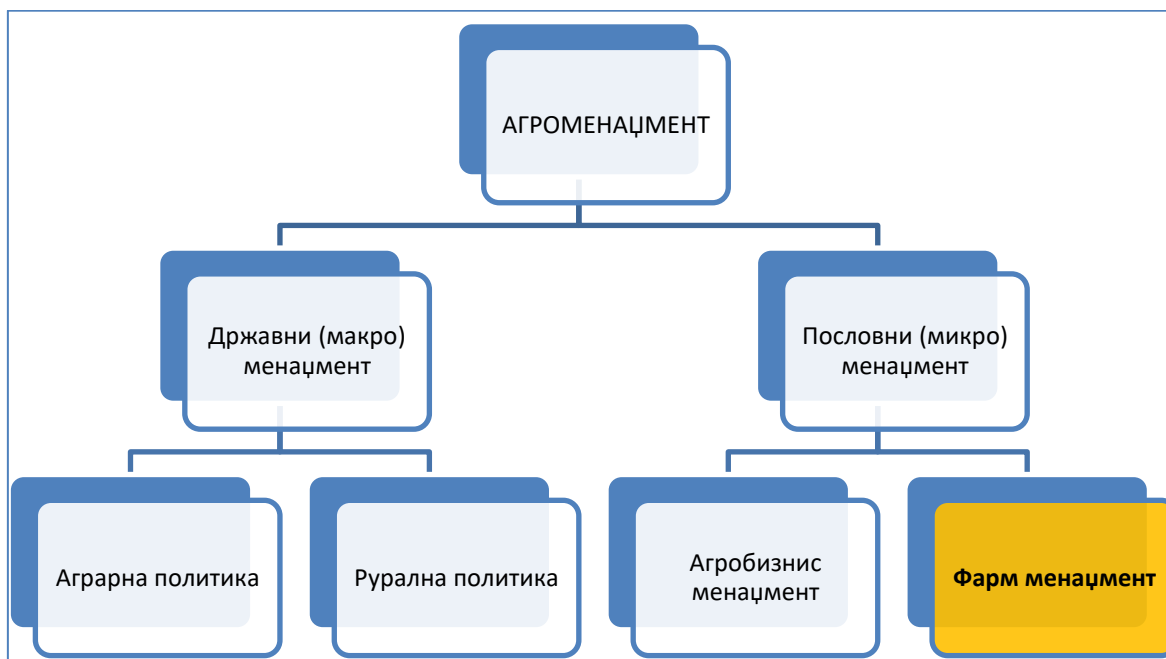 АГРОМЕНАЏМЕНТ
Државни (макро)
менаџмент
Пословни (микро)
менаџмент
Аграрна политика
Рурална политика
Агробизнис
менаџмент
Фарм менаџмент